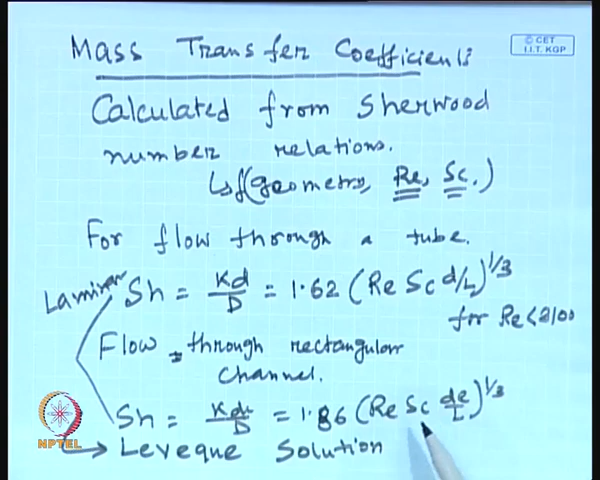 © CET
I.I.T. KGP
Mass Transfer Coefficients
Calculated from Sherwood
number relations.
↳ f(geometry, Re, Sc.)
For flow through a tube.
Laminar Sh = Kd/D = 1.62 (Re Sc d/L)^1/3
for Re<2100
Flow through rectangular
channel.
Sh = Kde/D = 1.86 (Re Sc de/L)^1/3
→ Leveque Solution
NPTEL